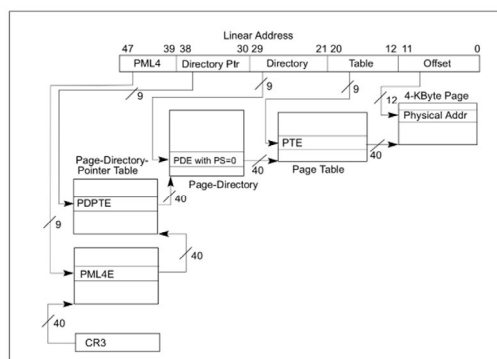 Linear Address
47 39 38 30 29 21 20 12 11 0
PML4 Directory Ptr Directory Table Offset
9 9 12 4-KByte Page
Physical Addr
PTE
PDE with PS=0
40 40 40
Page Table
Page-Directory-
Pointer Table
Page-Directory
PDPTE
40
9
9
40
PML4E
40
CR3